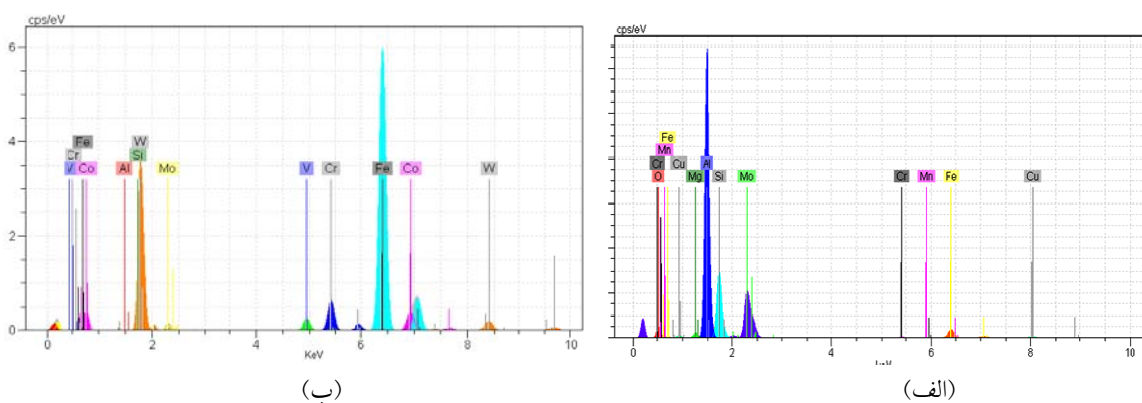 cps/eV
6
4
2
0
Fe
Cr
V
Co
Al
W
Si
Mo
V
Cr
Fe
Co
W
0 2 4 6 8 10
KeV
(ب)
cps/eV
Fe
Mn
Cr
Cu
O
Mg
Al
Si
Mo
Cr
Mn
Fe
Cu
0 2 4 6 8 10
(الف)